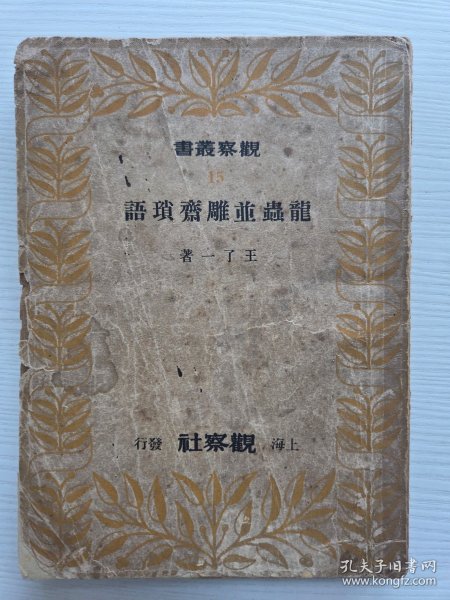 觀察叢書
15
龍蟲並雕齋瑣語
王了一著
上海 觀察社 發行
孔夫子旧书网
www.kongfz.com